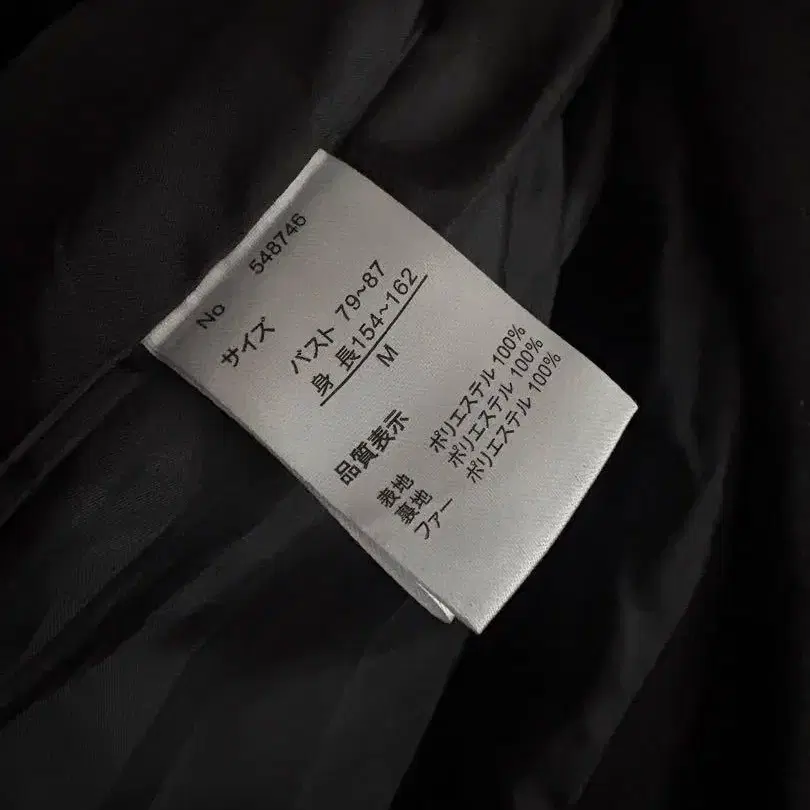 No 548746
サイズ
バスト 79~87
身 長154~162
M
品質表示
表地 ポリエステル 100%
裏地 ポリエステル 100%
ファー ポリエステル 100%